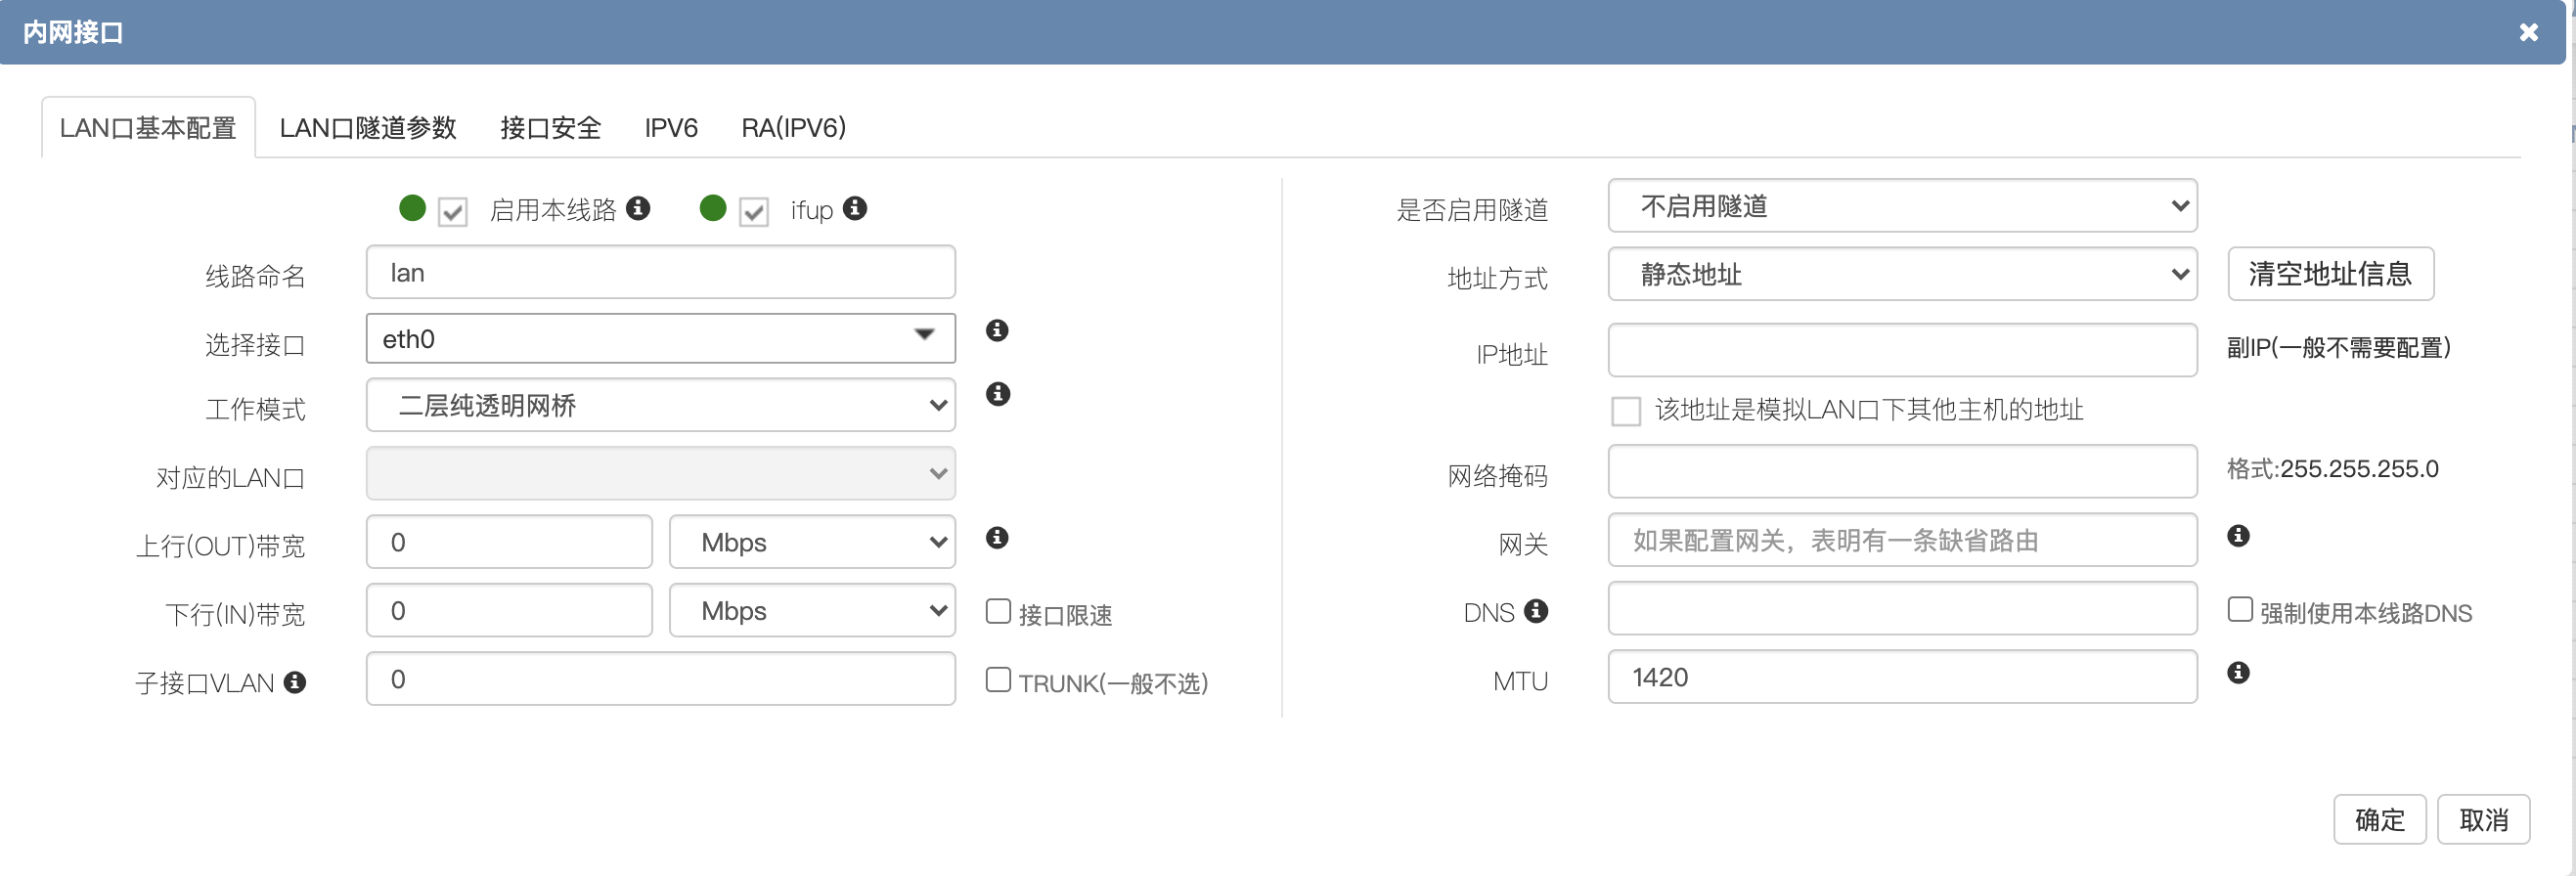 内网接口
LAN口基本配置 LAN口隧道参数 接口安全 IPV6 RA(IPV6)
启用本线路 ifup
线路命名 lan
选择接口 eth0
工作模式 二层纯透明网桥
对应的LAN口
上行(OUT)带宽 0 Mbps
下行(IN)带宽 0 Mbps 接口限速
子接口VLAN 0 TRUNK(一般不选)
是否启用隧道 不启用隧道
地址方式 静态地址 清空地址信息
IP地址 副IP(一般不需要配置)
该地址是模拟LAN口下其他主机的地址
网络掩码 格式:255.255.255.0
网关 如果配置网关，表明有一条缺省路由
DNS 强制使用本线路DNS
MTU 1420
确定 取消